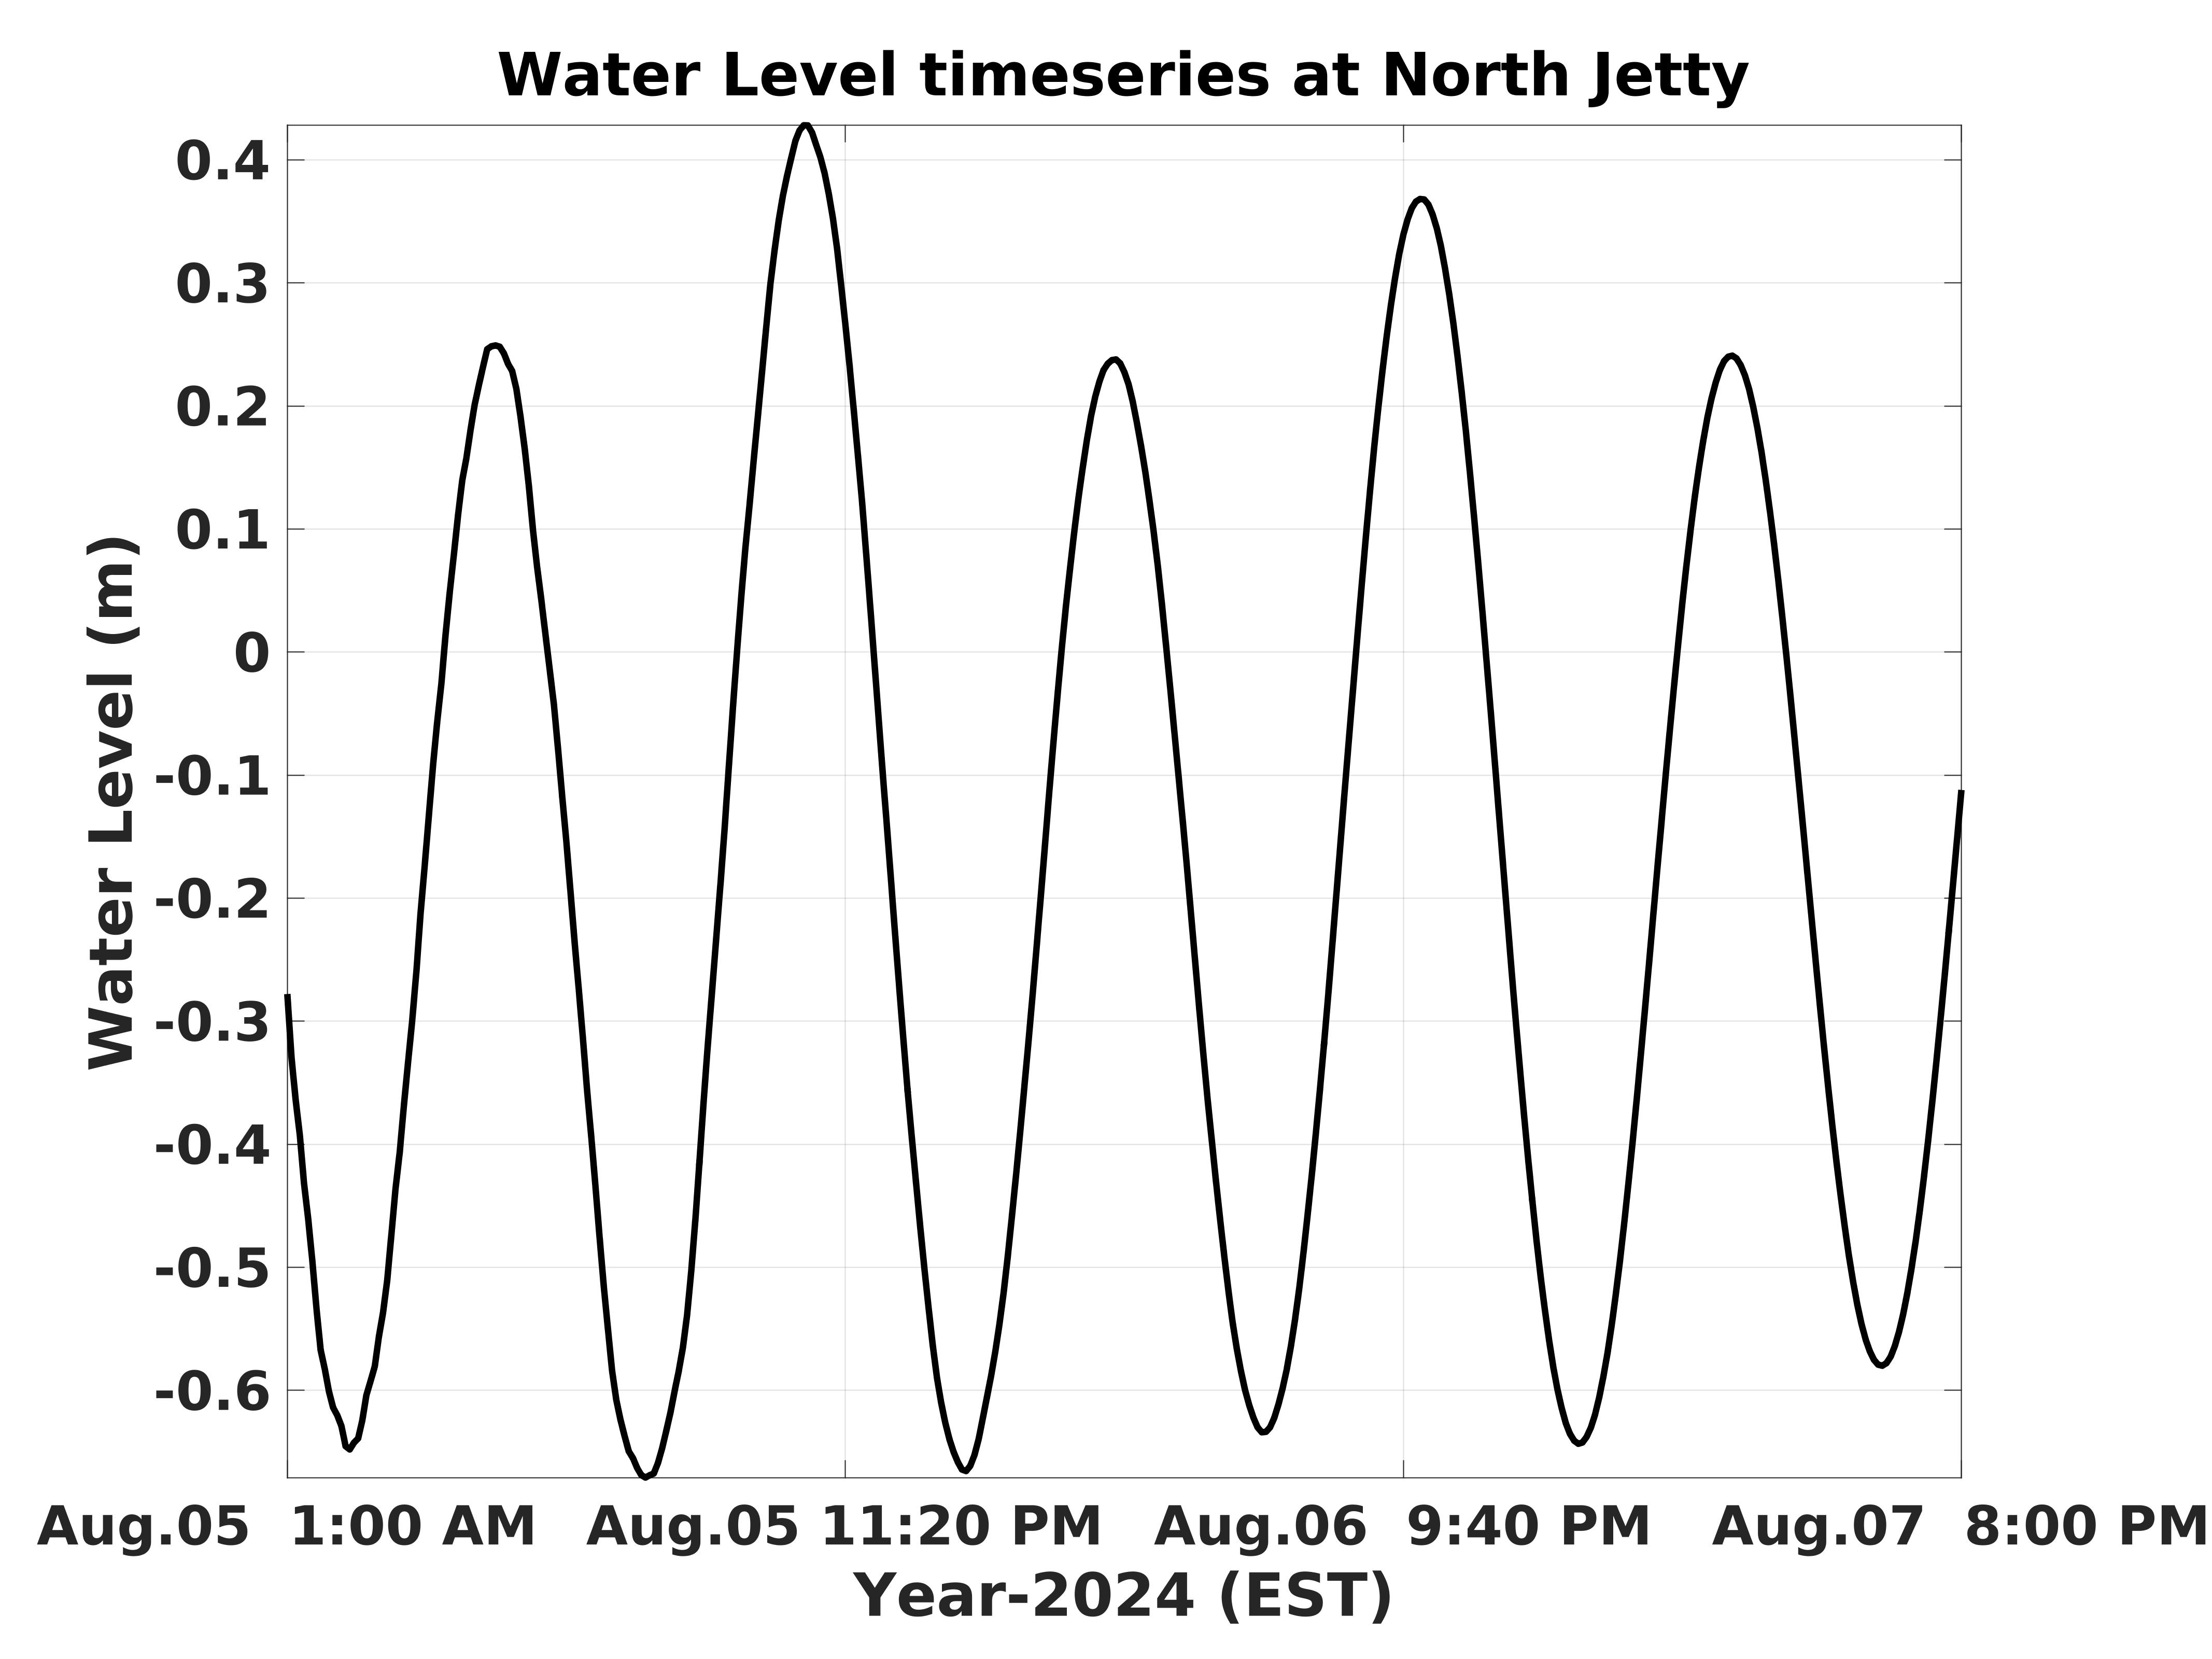 Water Level timeseries at North Jetty
0.4
0.3
0.2
0.1
0
-0.1
-0.2
-0.3
-0.4
-0.5
-0.6
Water Level (m)
Aug.05 1:00 AM Aug.05 11:20 PM Aug.06 9:40 PM Aug.07 8:00 PM
Year-2024 (EST)